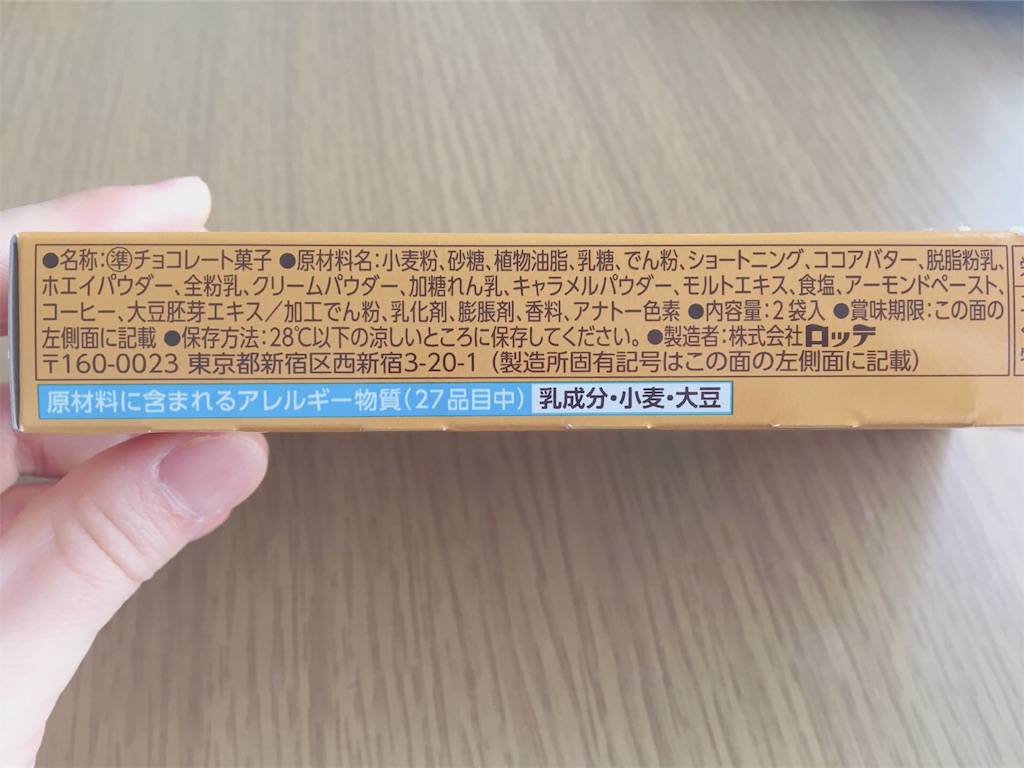 ●名称:㊜チョコレート菓子 ●原材料名:小麦粉、砂糖、植物油脂、乳糖、でん粉、ショートニング、ココアバター、脱脂粉乳、
ホエイパウダー、全粉乳、クリームパウダー、加糖れん乳、キャラメルパウダー、モルトエキス、食塩、アーモンドペースト、
コーヒー、大豆胚芽エキス／加工でん粉、乳化剤、膨脹剤、香料、アナトー色素 ●内容量:2袋入 ●賞味期限:この面の
左側面に記載 ●保存方法:28℃以下の涼しいところに保存してください。 ●製造者:株式会社ロッテ
〒160-0023 東京都新宿区西新宿3-20-1 (製造所固有記号はこの面の左側面に記載)
原材料に含まれるアレルギー物質(27品目中) 乳成分・小麦・大豆